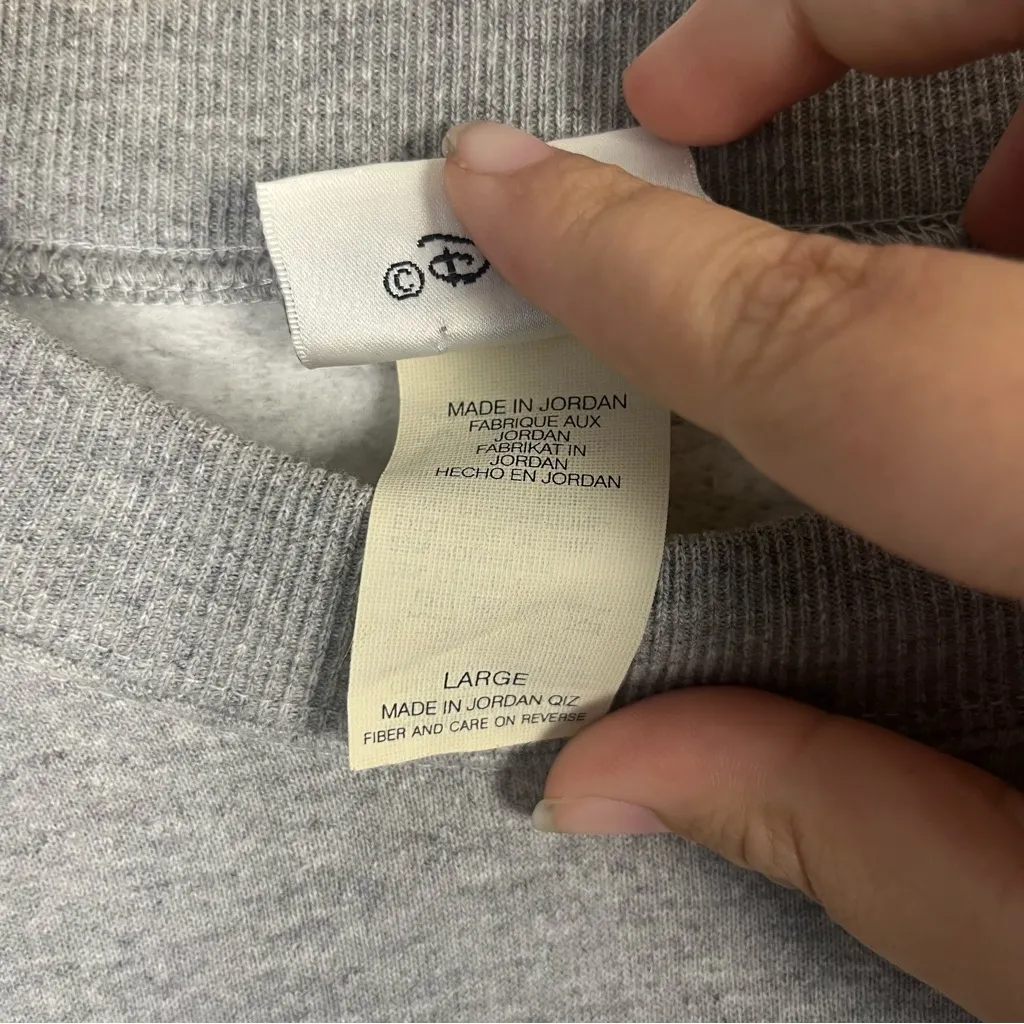 ©D
MADE IN JORDAN
FABRIQUE AUX
JORDAN
FABRIKAT IN
JORDAN
HECHO EN JORDAN
LARGE
MADE IN JORDAN QIZ
FIBER AND CARE ON REVERSE